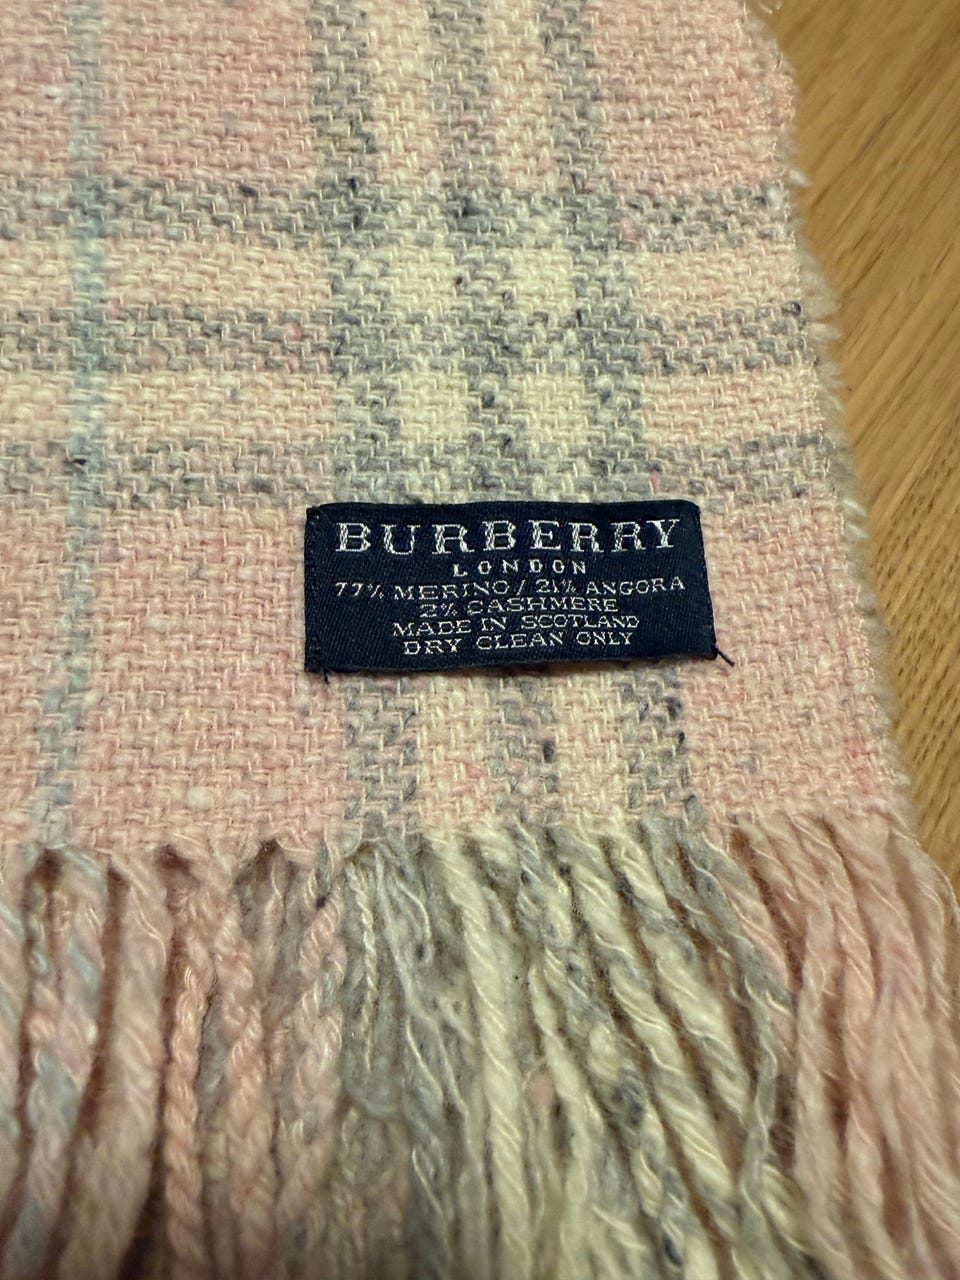 BURBERRY
LONDON
77% MERINO / 21% ANGORA
2% CASHMERE
MADE IN SCOTLAND
DRY CLEAN ONLY